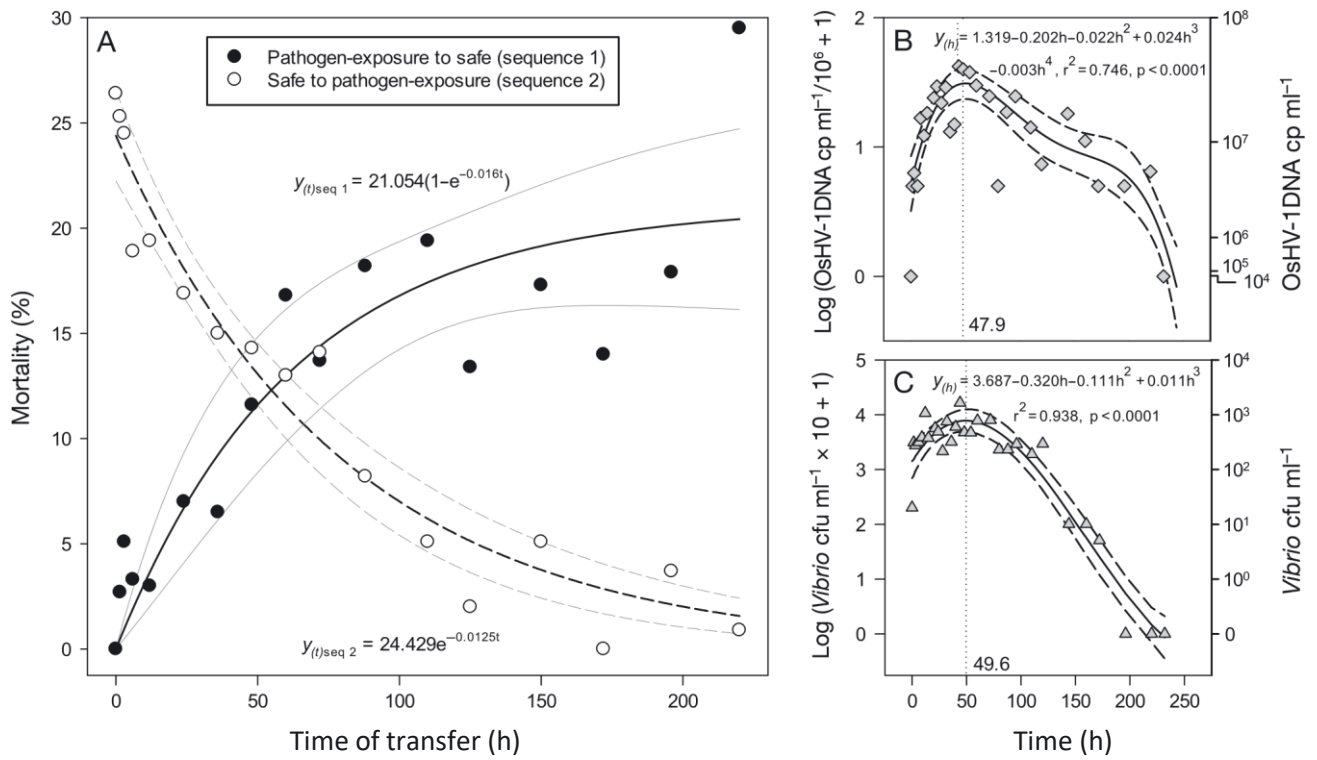 A
Pathogen-exposure to safe (sequence 1)
Safe to pathogen-exposure (sequence 2)
y(t)seq 1 = 21.054(1–e–0.016t)
y(t)seq 2 = 24.429e–0.0125t
Mortality (%)
30
25
20
15
10
5
0
0 50 100 150 200
Time of transfer (h)
B
y(h) = 1.319–0.202h–0.022h2 + 0.024h3
–0.003h4, r2 = 0.746, p < 0.0001
Log (OsHV-1DNA cp ml–1/106 + 1)
2
1
0
108
107
106
105
104
OsHV-1DNA cp ml–1
47.9
C
y(h) = 3.687–0.320h–0.111h2 + 0.011h3
r2 = 0.938, p < 0.0001
Log (Vibrio cfu ml–1 × 10 + 1)
5
4
3
2
1
0
104
103
102
101
100
0
Vibrio cfu ml–1
49.6
0 50 100 150 200 250
Time (h)